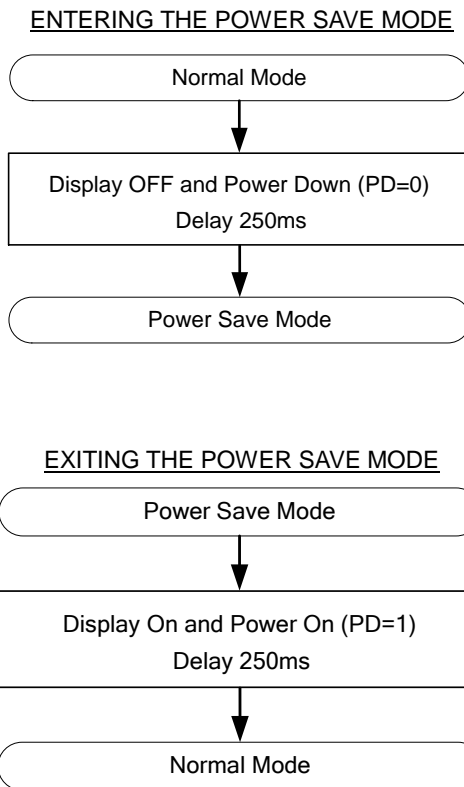 ENTERING THE POWER SAVE MODE
Normal Mode
Display OFF and Power Down (PD=0)
Delay 250ms
Power Save Mode
EXITING THE POWER SAVE MODE
Power Save Mode
Display On and Power On (PD=1)
Delay 250ms
Normal Mode